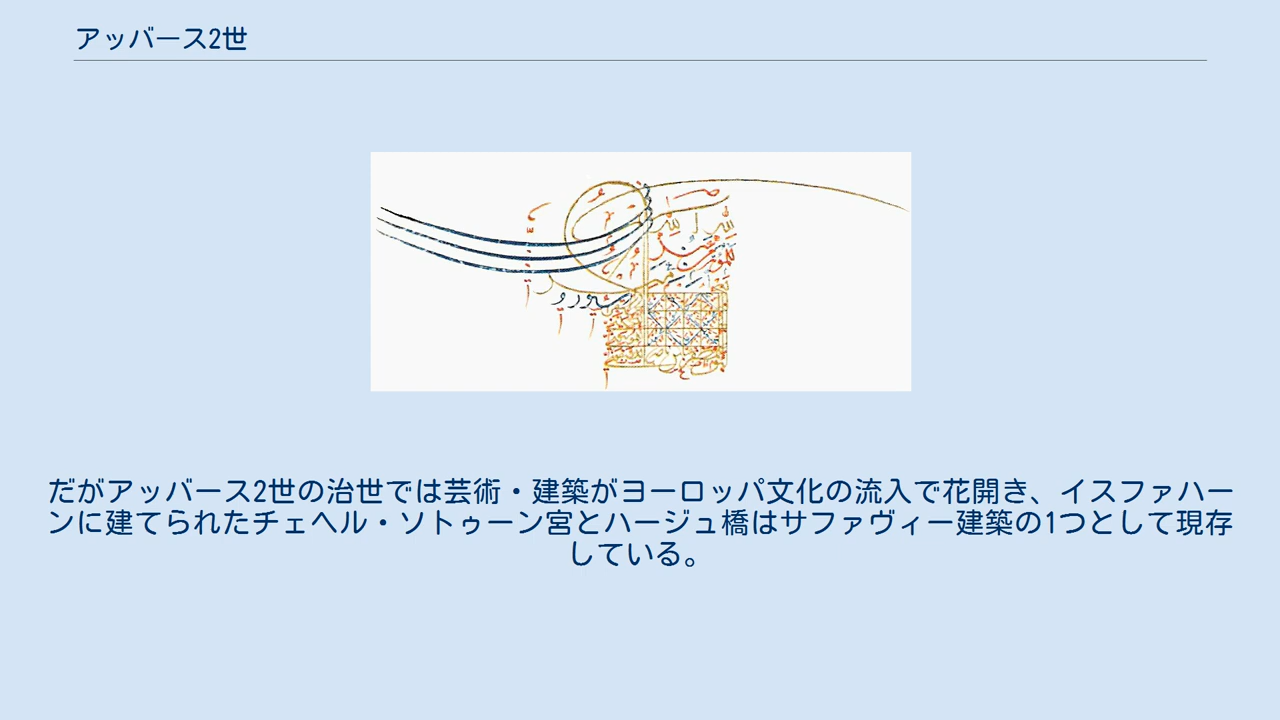 アッバース2世
だがアッバース2世の治世では芸術・建築がヨーロッパ文化の流入で花開き、イスファハー
ンに建てられたチェヘル・ソトゥーン宮とハージュ橋はサファヴィー建築の1つとして現存
している。